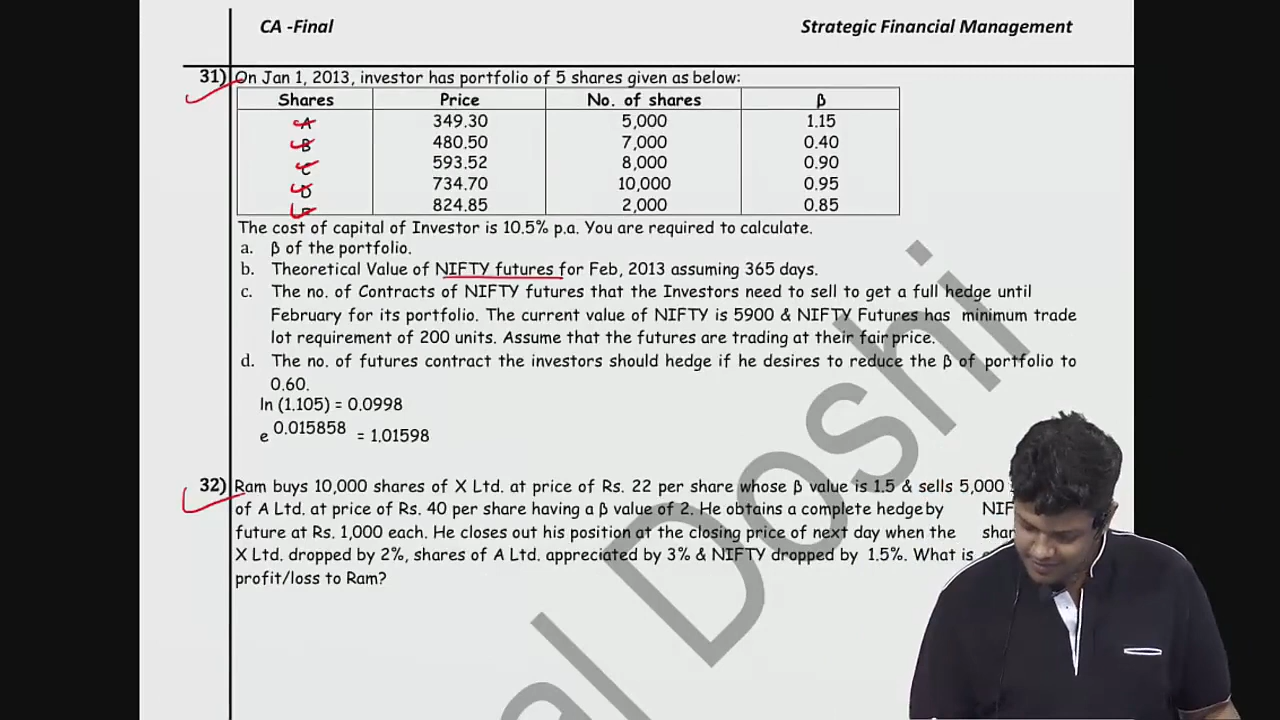 CA -Final
Strategic Financial Management
31) On Jan 1, 2013, investor has portfolio of 5 shares given as below:
Shares Price No. of shares β
A 349.30 5,000 1.15
B 480.50 7,000 0.40
C 593.52 8,000 0.90
D 734.70 10,000 0.95
824.85 2,000 0.85
The cost of capital of Investor is 10.5% p.a. You are required to calculate.
a. β of the portfolio.
b. Theoretical Value of NIFTY futures for Feb, 2013 assuming 365 days.
c. The no. of Contracts of NIFTY futures that the Investors need to sell to get a full hedge until
February for its portfolio. The current value of NIFTY is 5900 & NIFTY Futures has minimum trade
lot requirement of 200 units. Assume that the futures are trading at their fair price.
d. The no. of futures contract the investors should hedge if he desires to reduce the β of portfolio to
0.60.
ln (1.105) = 0.0998
e 0.015858 = 1.01598
32) Ram buys 10,000 shares of X Ltd. at price of Rs. 22 per share whose β value is 1.5 & sells 5,000
of A Ltd. at price of Rs. 40 per share having a β value of 2. He obtains a complete hedge by NIF
future at Rs. 1,000 each. He closes out his position at the closing price of next day when the shar
X Ltd. dropped by 2%, shares of A Ltd. appreciated by 3% & NIFTY dropped by 1.5%. What is
profit/loss to Ram?
al Doshi